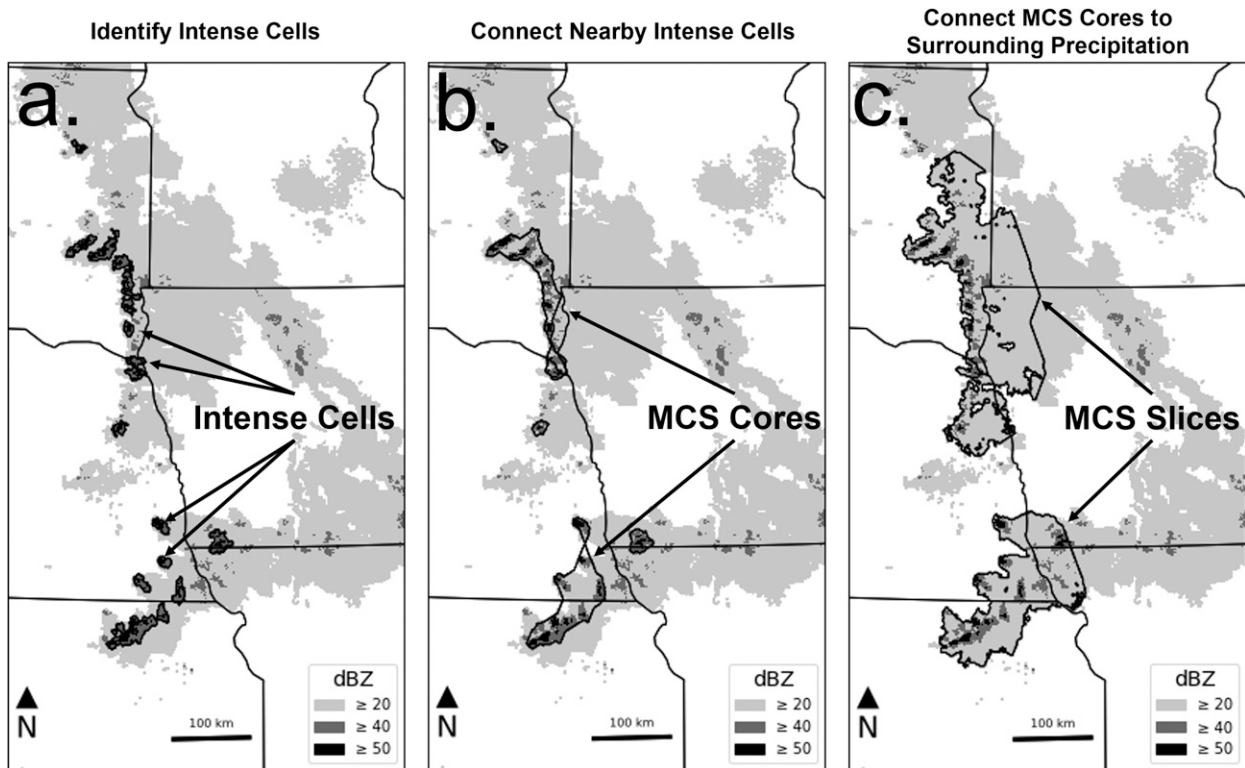 Identify Intense Cells
a.
Intense Cells
dBZ
≥ 20
≥ 40
≥ 50
N
100 km
Connect Nearby Intense Cells
b.
MCS Cores
dBZ
≥ 20
≥ 40
≥ 50
N
100 km
Connect MCS Cores to
Surrounding Precipitation
c.
MCS Slices
dBZ
≥ 20
≥ 40
≥ 50
N
100 km